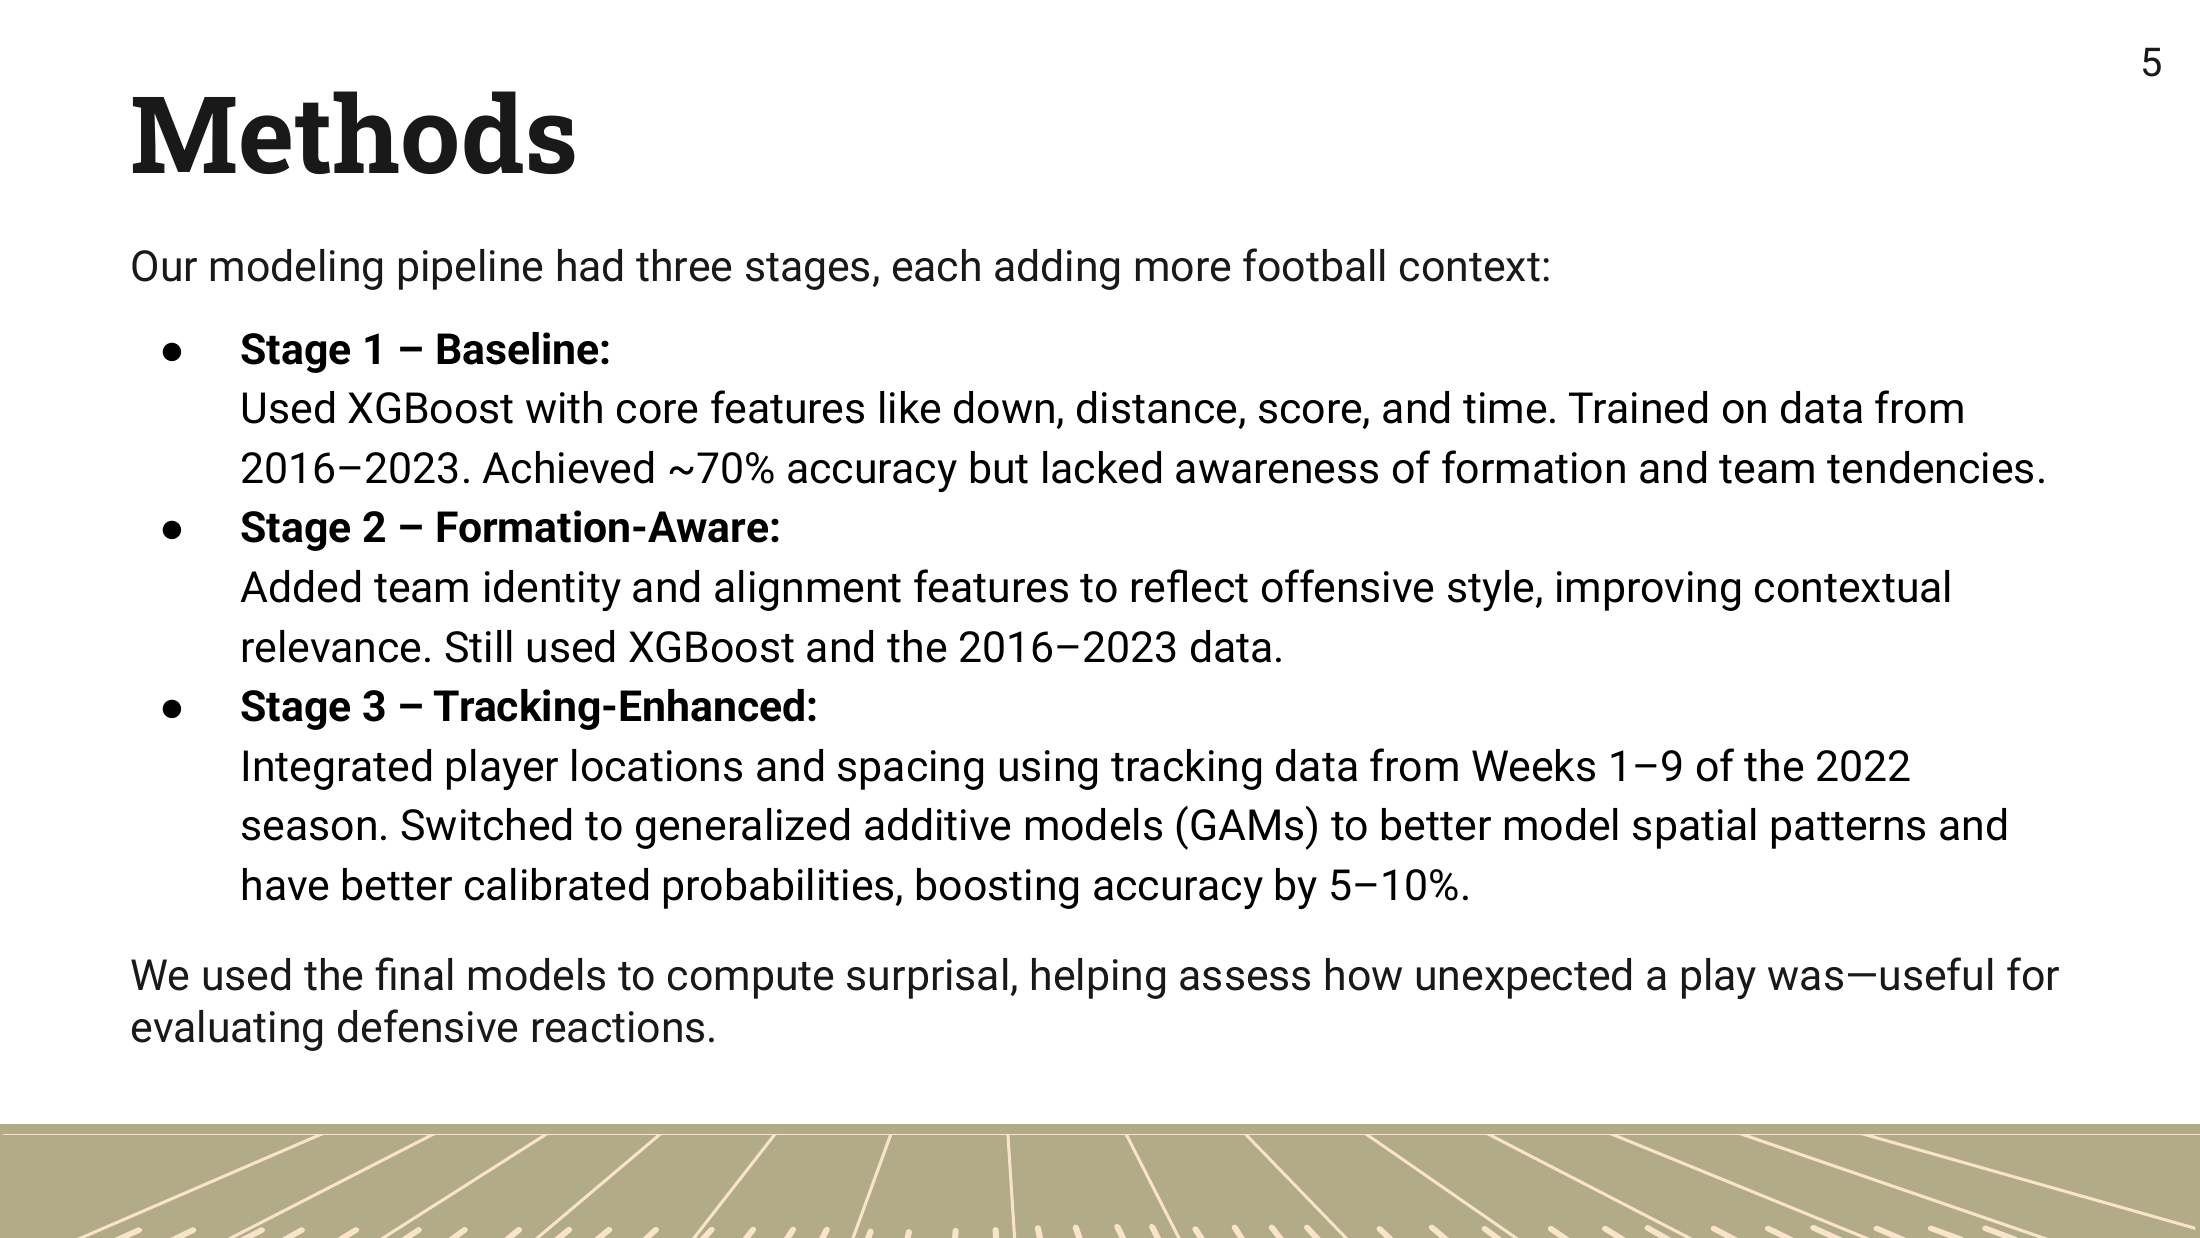 5
Methods
Our modeling pipeline had three stages, each adding more football context:
● Stage 1 – Baseline:
Used XGBoost with core features like down, distance, score, and time. Trained on data from
2016–2023. Achieved ~70% accuracy but lacked awareness of formation and team tendencies.
● Stage 2 – Formation-Aware:
Added team identity and alignment features to reflect offensive style, improving contextual
relevance. Still used XGBoost and the 2016–2023 data.
● Stage 3 – Tracking-Enhanced:
Integrated player locations and spacing using tracking data from Weeks 1–9 of the 2022
season. Switched to generalized additive models (GAMs) to better model spatial patterns and
have better calibrated probabilities, boosting accuracy by 5–10%.
We used the final models to compute surprisal, helping assess how unexpected a play was—useful for
evaluating defensive reactions.